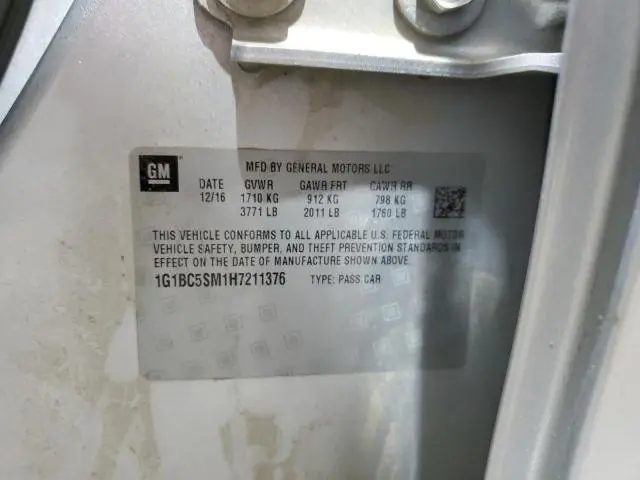 GM
MFD BY GENERAL MOTORS LLC
DATE GVWR GAWR FRT GAWR RR
12/16 1710 KG 912 KG 798 KG
3771 LB 2011 LB 1760 LB
THIS VEHICLE CONFORMS TO ALL APPLICABLE U.S. FEDERAL MOTOR
VEHICLE SAFETY, BUMPER, AND THEFT PREVENTION STANDARDS IN
EFFECT ON THE DATE OF MANUFACTURE SHOWN ABOVE.
1G1BC5SM1H7211376 TYPE: PASS CAR